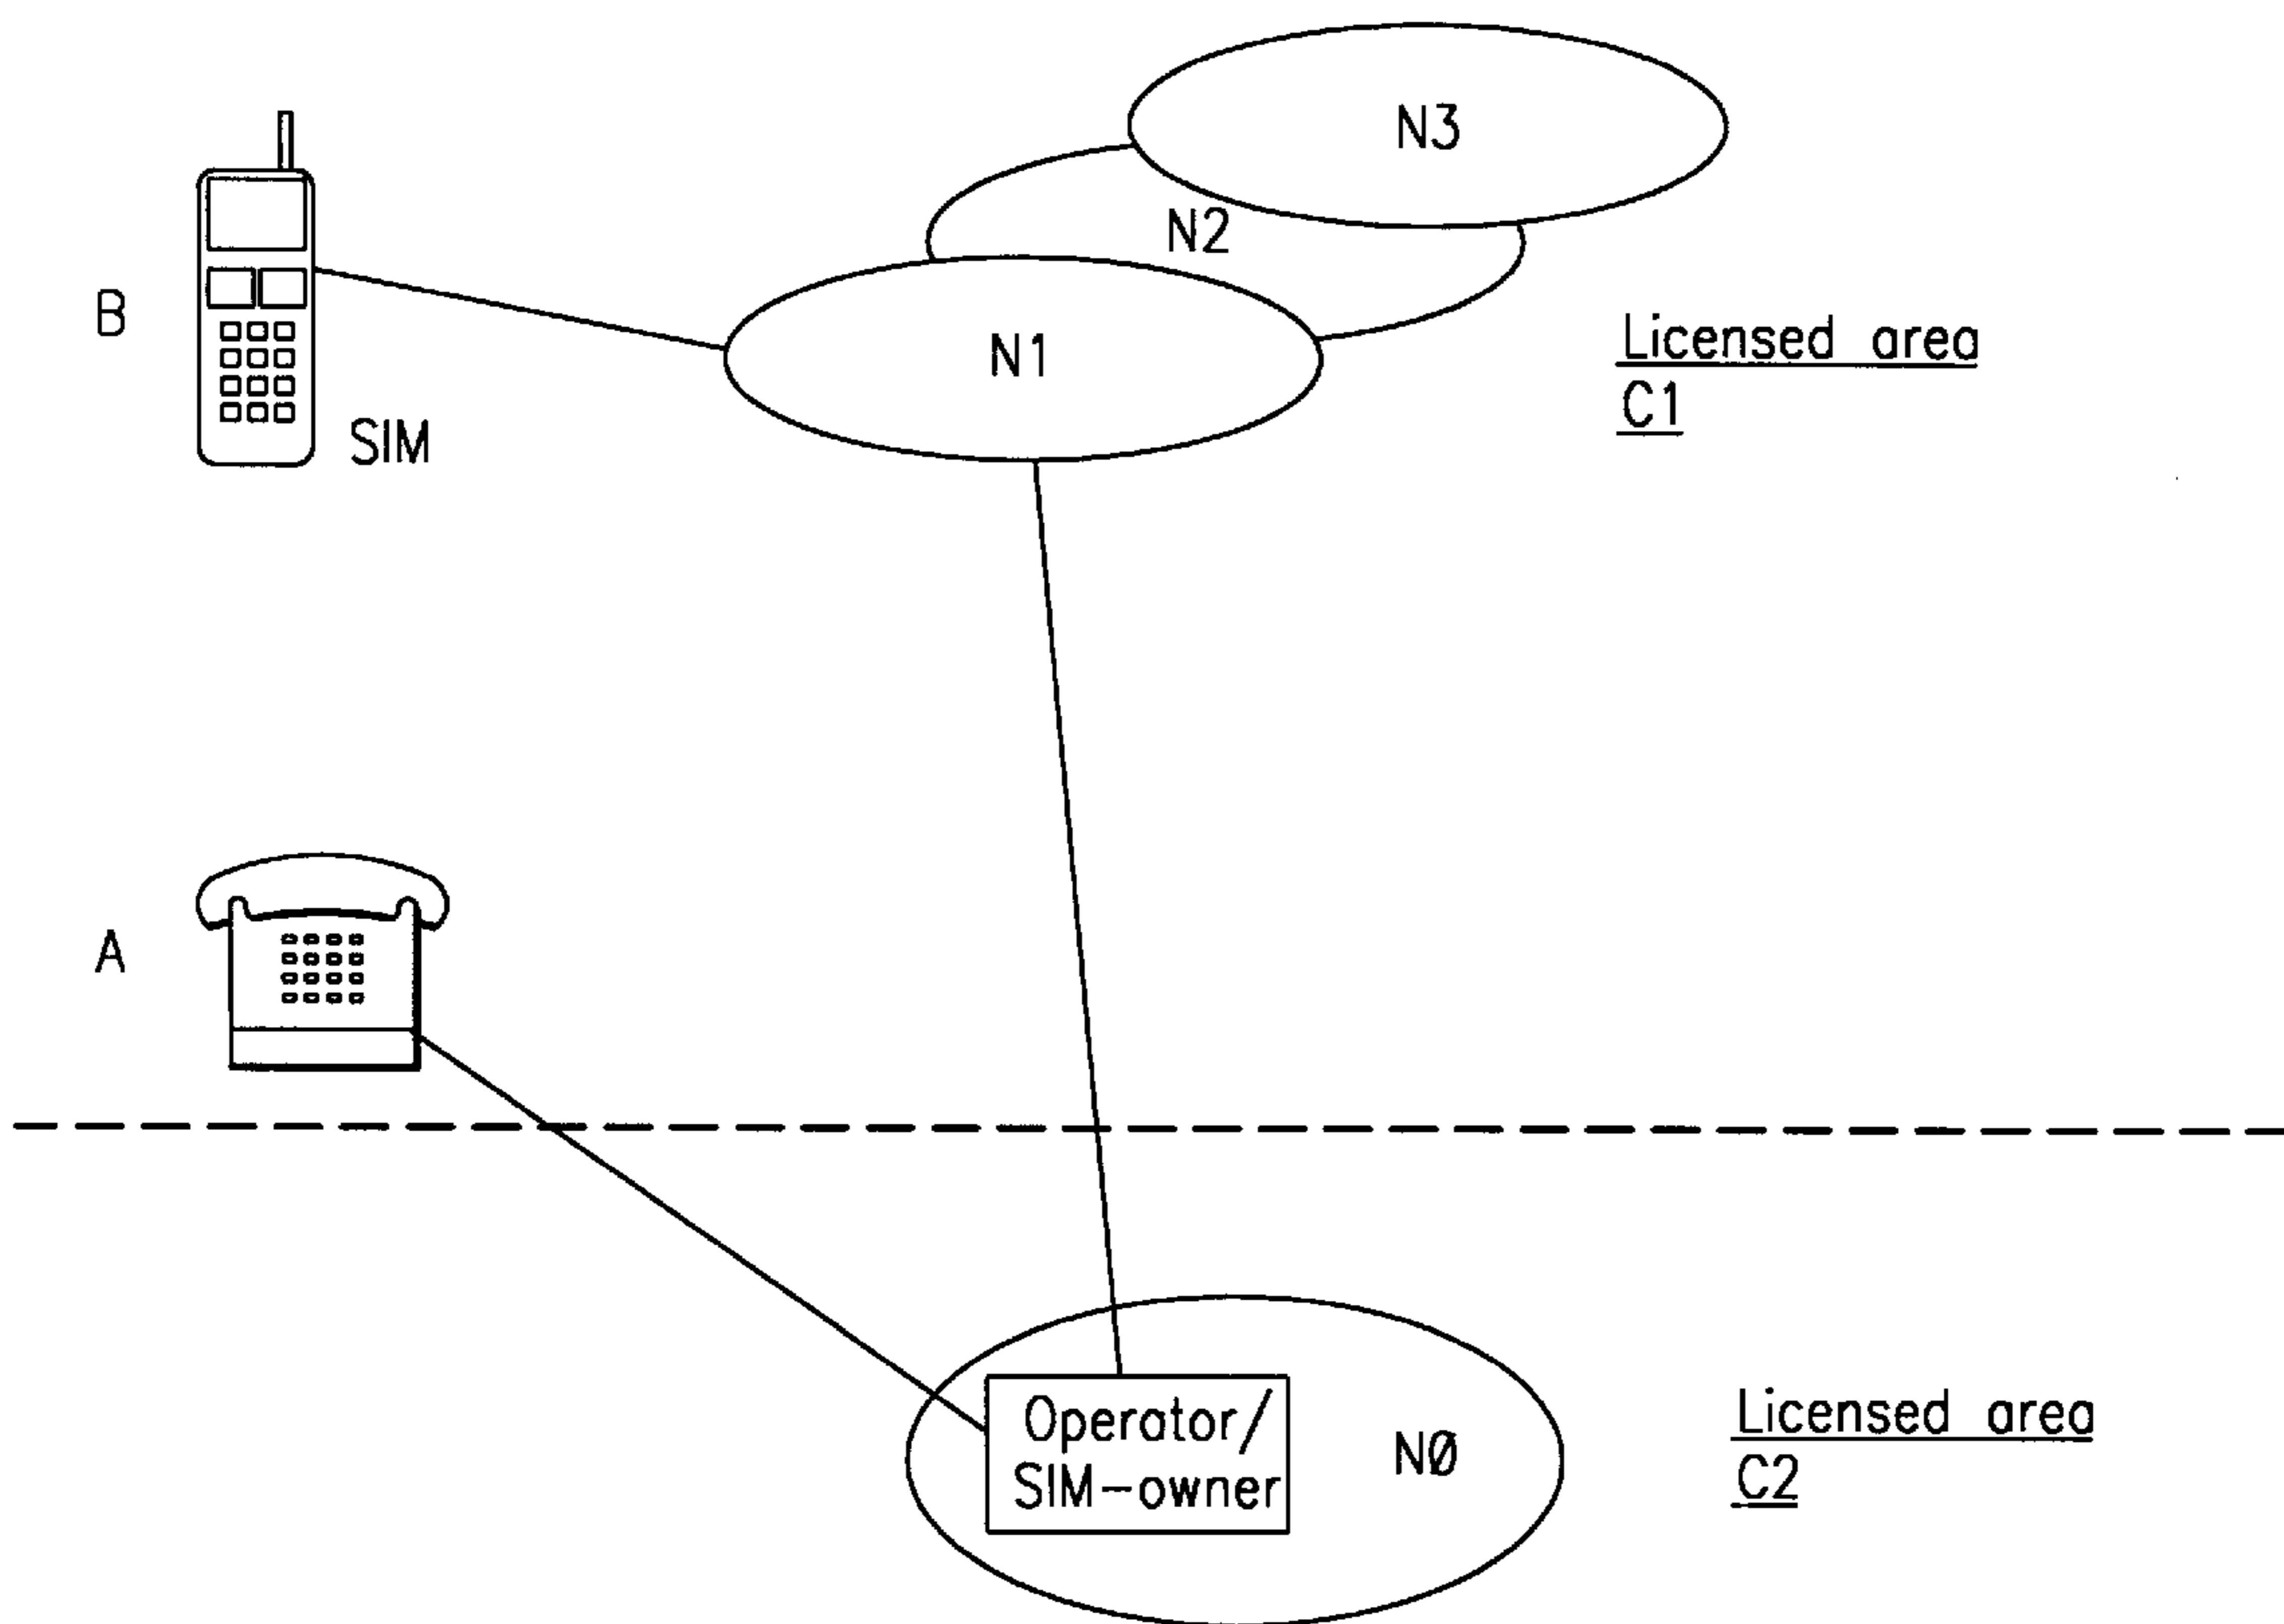 N3
N2
B
N1
Licensed area
C1
SIM
A
Operator/
SIM-owner
NØ
Licensed area
C2